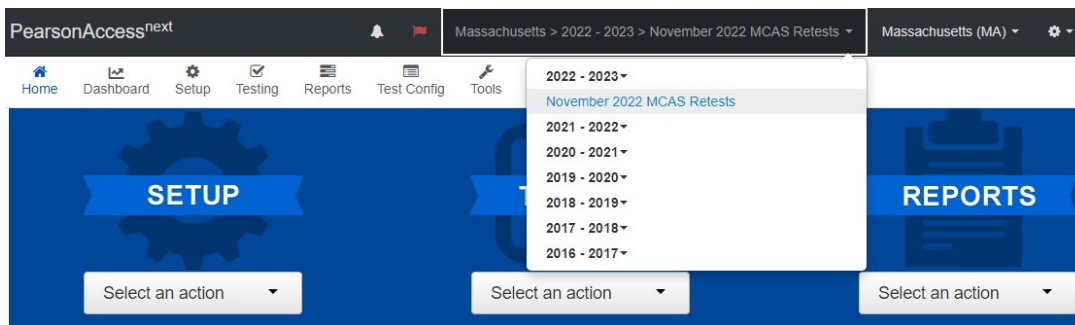 PearsonAccessnext
Massachusetts > 2022 - 2023 > November 2022 MCAS Retests
Massachusetts (MA)
Home Dashboard Setup Testing Reports Test Config Tools
2022 - 2023
November 2022 MCAS Retests
2021 - 2022
2020 - 2021
2019 - 2020
2018 - 2019
2017 - 2018
2016 - 2017
SETUP
T
REPORTS
Select an action
Select an action
Select an action